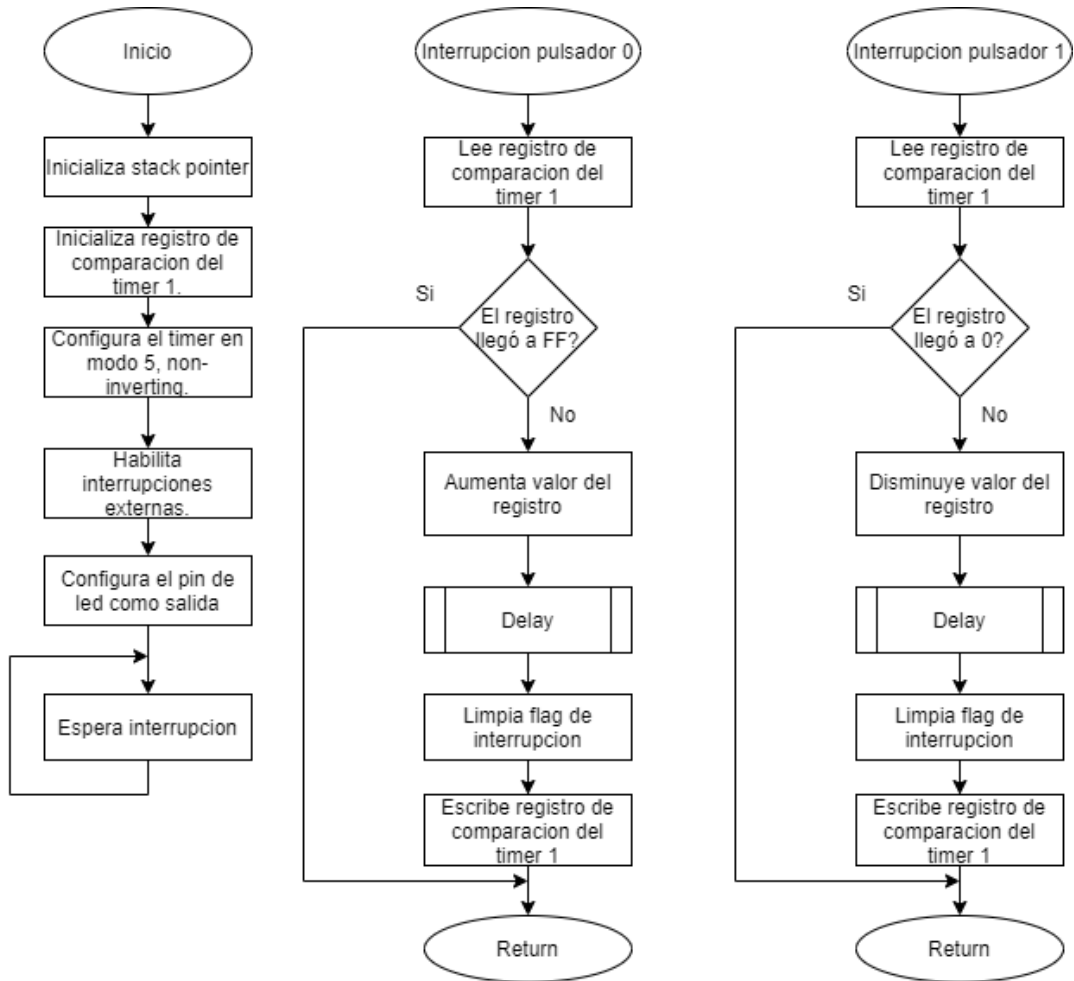 Inicio
Inicializa stack pointer
Inicializa registro de
comparacion del
timer 1.
Configura el timer en
modo 5, non-
inverting.
Habilita
interrupciones
externas.
Configura el pin de
led como salida
Espera interrupcion
Interrupcion pulsador 0
Lee registro de
comparacion del
timer 1
Si
El registro
llegó a FF?
No
Aumenta valor del
registro
Delay
Limpia flag de
interrupcion
Escribe registro de
comparacion del
timer 1
Return
Interrupcion pulsador 1
Lee registro de
comparacion del
timer 1
Si
El registro
llegó a 0?
No
Disminuye valor del
registro
Delay
Limpia flag de
interrupcion
Escribe registro de
comparacion del
timer 1
Return